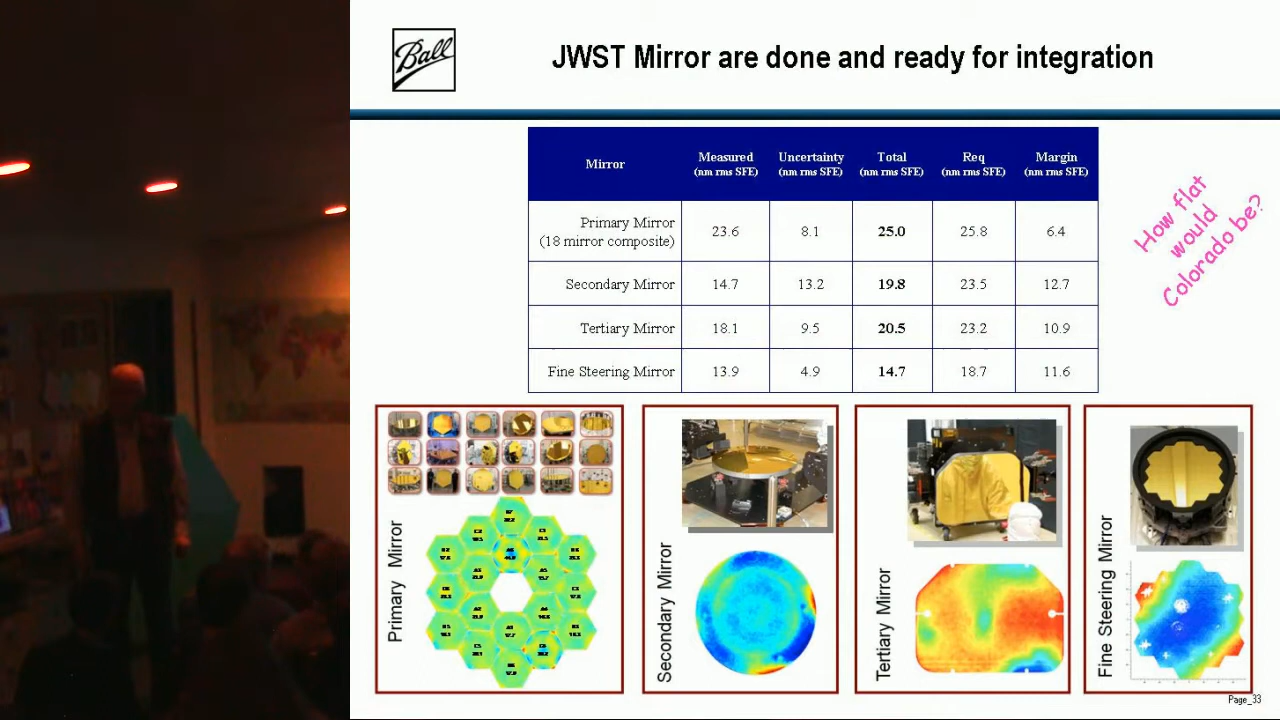 Ball
JWST Mirror are done and ready for integration
Mirror Measured (nm rms SFE) Uncertainty (nm rms SFE) Total (nm rms SFE) Req (nm rms SFE) Margin (nm rms SFE)
Primary Mirror (18 mirror composite) 23.6 8.1 25.0 25.8 6.4
Secondary Mirror 14.7 13.2 19.8 23.5 12.7
Tertiary Mirror 18.1 9.5 20.5 23.2 10.9
Fine Steering Mirror 13.9 4.9 14.7 18.7 11.6
How flat
would
Colorado be?
Primary Mirror
Secondary Mirror
Tertiary Mirror
Fine Steering Mirror
Page_33